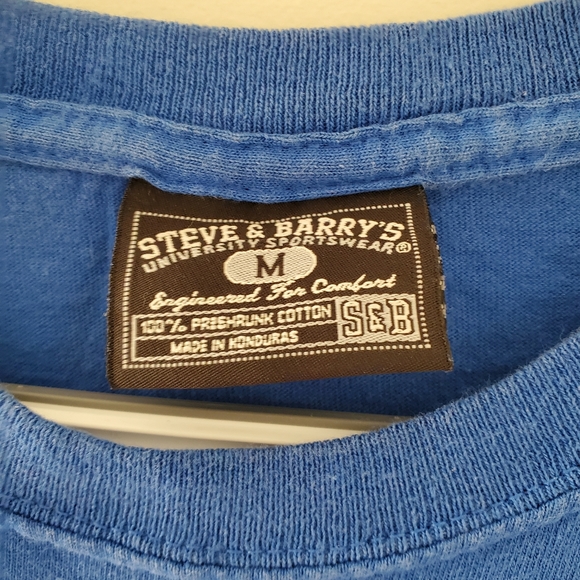 STEVE & BARRY'S
UNIVERSITY SPORTSWEAR®
M
Engineered For Comfort
100% PRESHRUNK COTTON
MADE IN HONDURAS
S&B